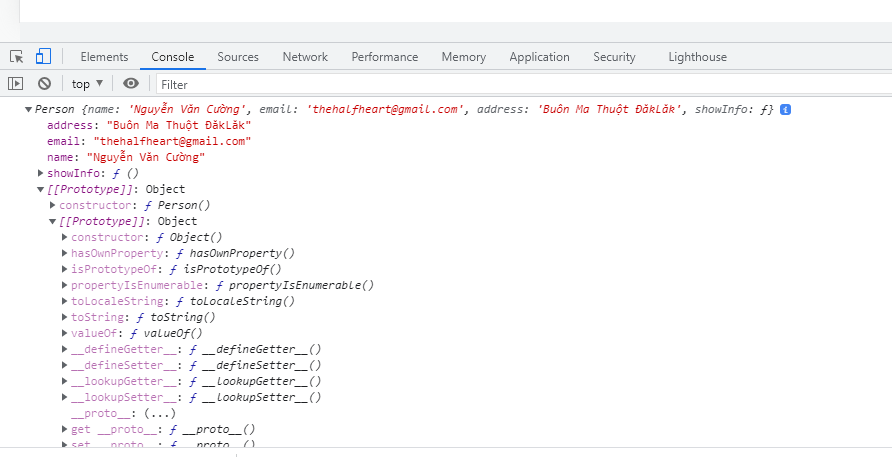 Elements Console Sources Network Performance Memory Application Security Lighthouse
top ▼ Filter
▼Person {name: 'Nguyễn Văn Cường', email: 'thehalfheart@gmail.com', address: 'Buôn Ma Thuột ĐăkLăk', showInfo: ƒ} i
address: "Buôn Ma Thuột ĐăkLăk"
email: "thehalfheart@gmail.com"
name: "Nguyễn Văn Cường"
▶showInfo: ƒ ()
▼[[Prototype]]: Object
▶constructor: ƒ Person()
▼[[Prototype]]: Object
▶constructor: ƒ Object()
▶hasOwnProperty: ƒ hasOwnProperty()
▶isPrototypeOf: ƒ isPrototypeOf()
▶propertyIsEnumerable: ƒ propertyIsEnumerable()
▶toLocaleString: ƒ toLocaleString()
▶toString: ƒ toString()
▶valueOf: ƒ valueOf()
▶__defineGetter__: ƒ __defineGetter__()
▶__defineSetter__: ƒ __defineSetter__()
▶__lookupGetter__: ƒ __lookupGetter__()
▶__lookupSetter__: ƒ __lookupSetter__()
__proto__: (...)
▶get __proto__: ƒ __proto__()
▶set __proto__: ƒ __proto__()